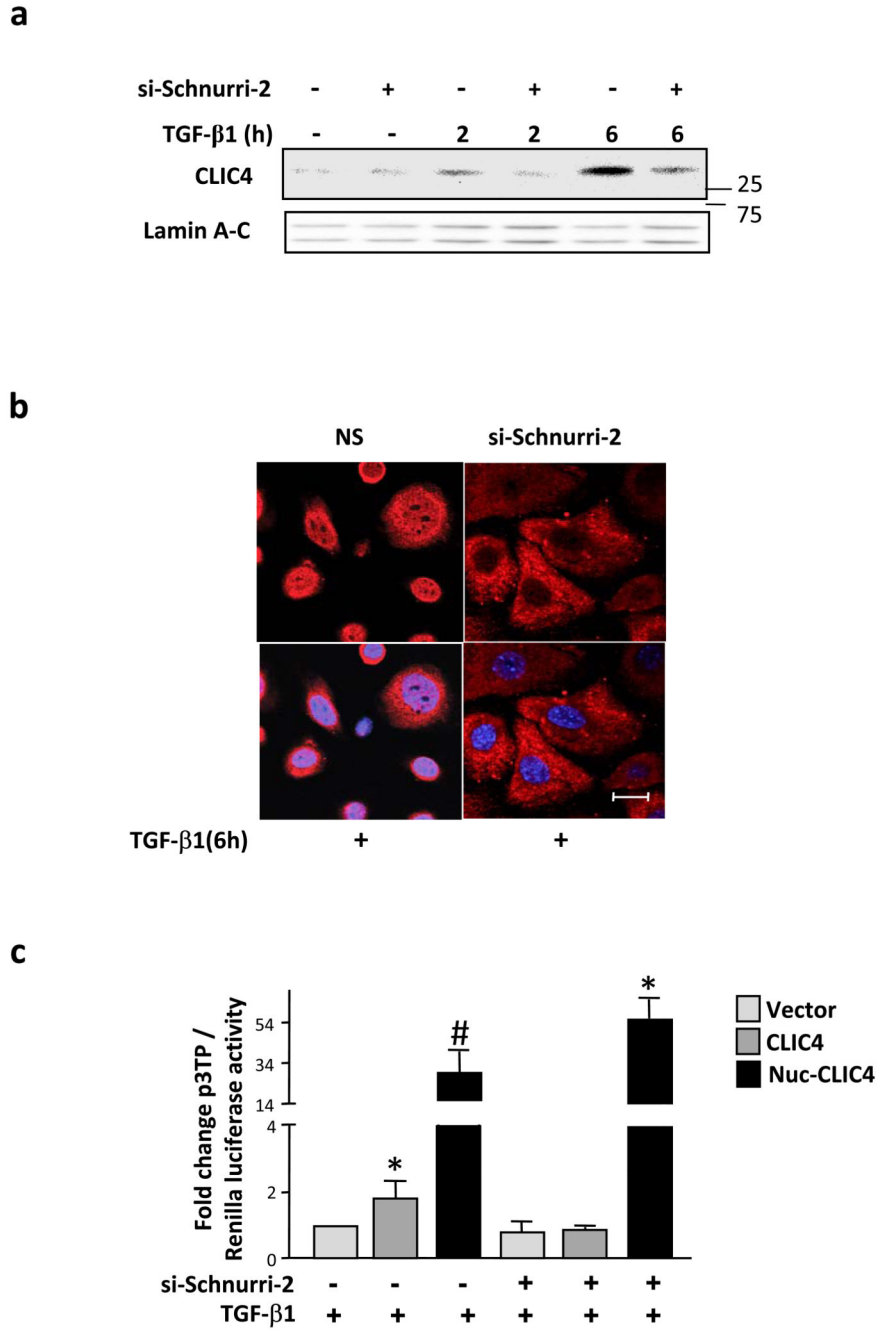 a
si-Schnurri-2 - + - + - +
TGF-β1 (h) - - 2 2 6 6
CLIC4
25
75
Lamin A-C
b
NS si-Schnurri-2
TGF-β1(6h) + +
c
Fold change p3TP /
Renilla luciferase activity
54
34
14
4
2
0
*
#
*
Vector
CLIC4
Nuc-CLIC4
si-Schnurri-2 - - - + + +
TGF-β1 + + + + + +